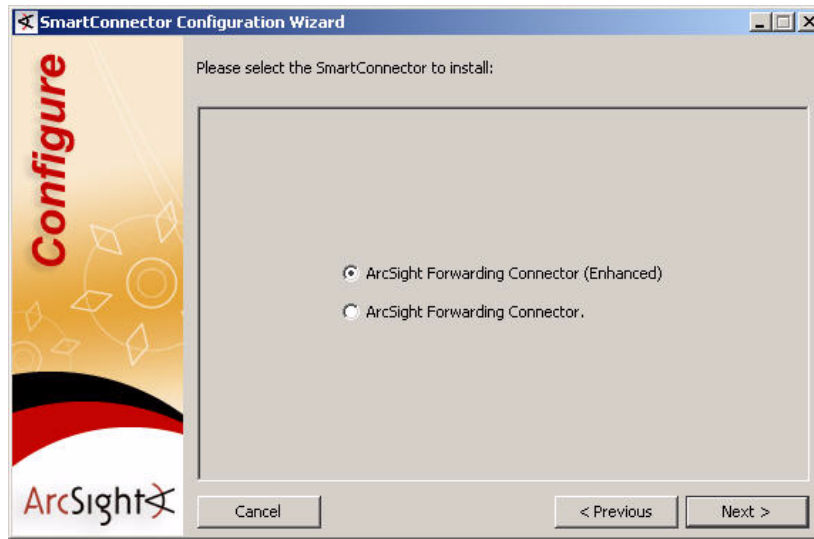 SmartConnector Configuration Wizard
Configure
Please select the SmartConnector to install:
ArcSight Forwarding Connector (Enhanced)
ArcSight Forwarding Connector.
ArcSight
Cancel
< Previous
Next >